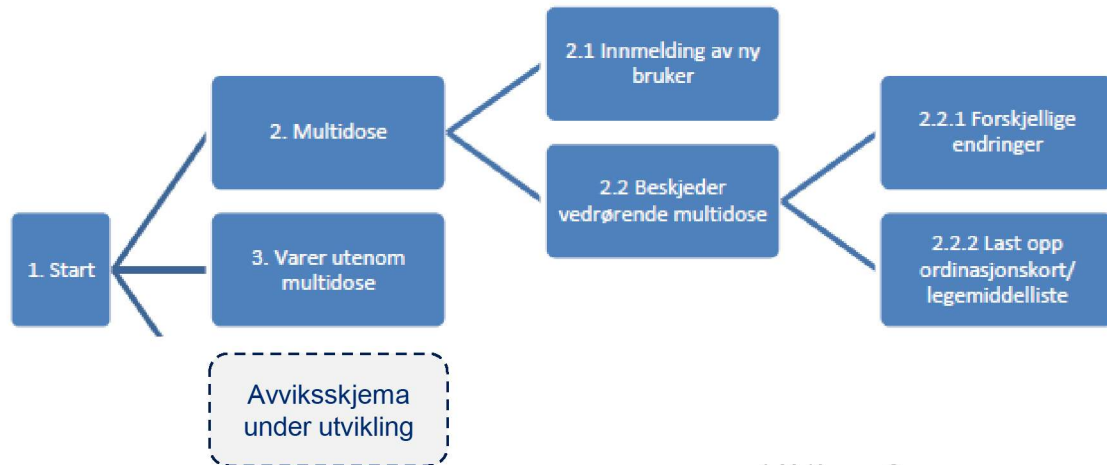 1. Start
2. Multidose
3. Varer utenom
multidose
Avviksskjema
under utvikling
2.1 Innmelding av ny
bruker
2.2 Beskjeder
vedrørende multidose
2.2.1 Forskjellige
endringer
2.2.2 Last opp
ordinasjonskort/
legemiddelliste